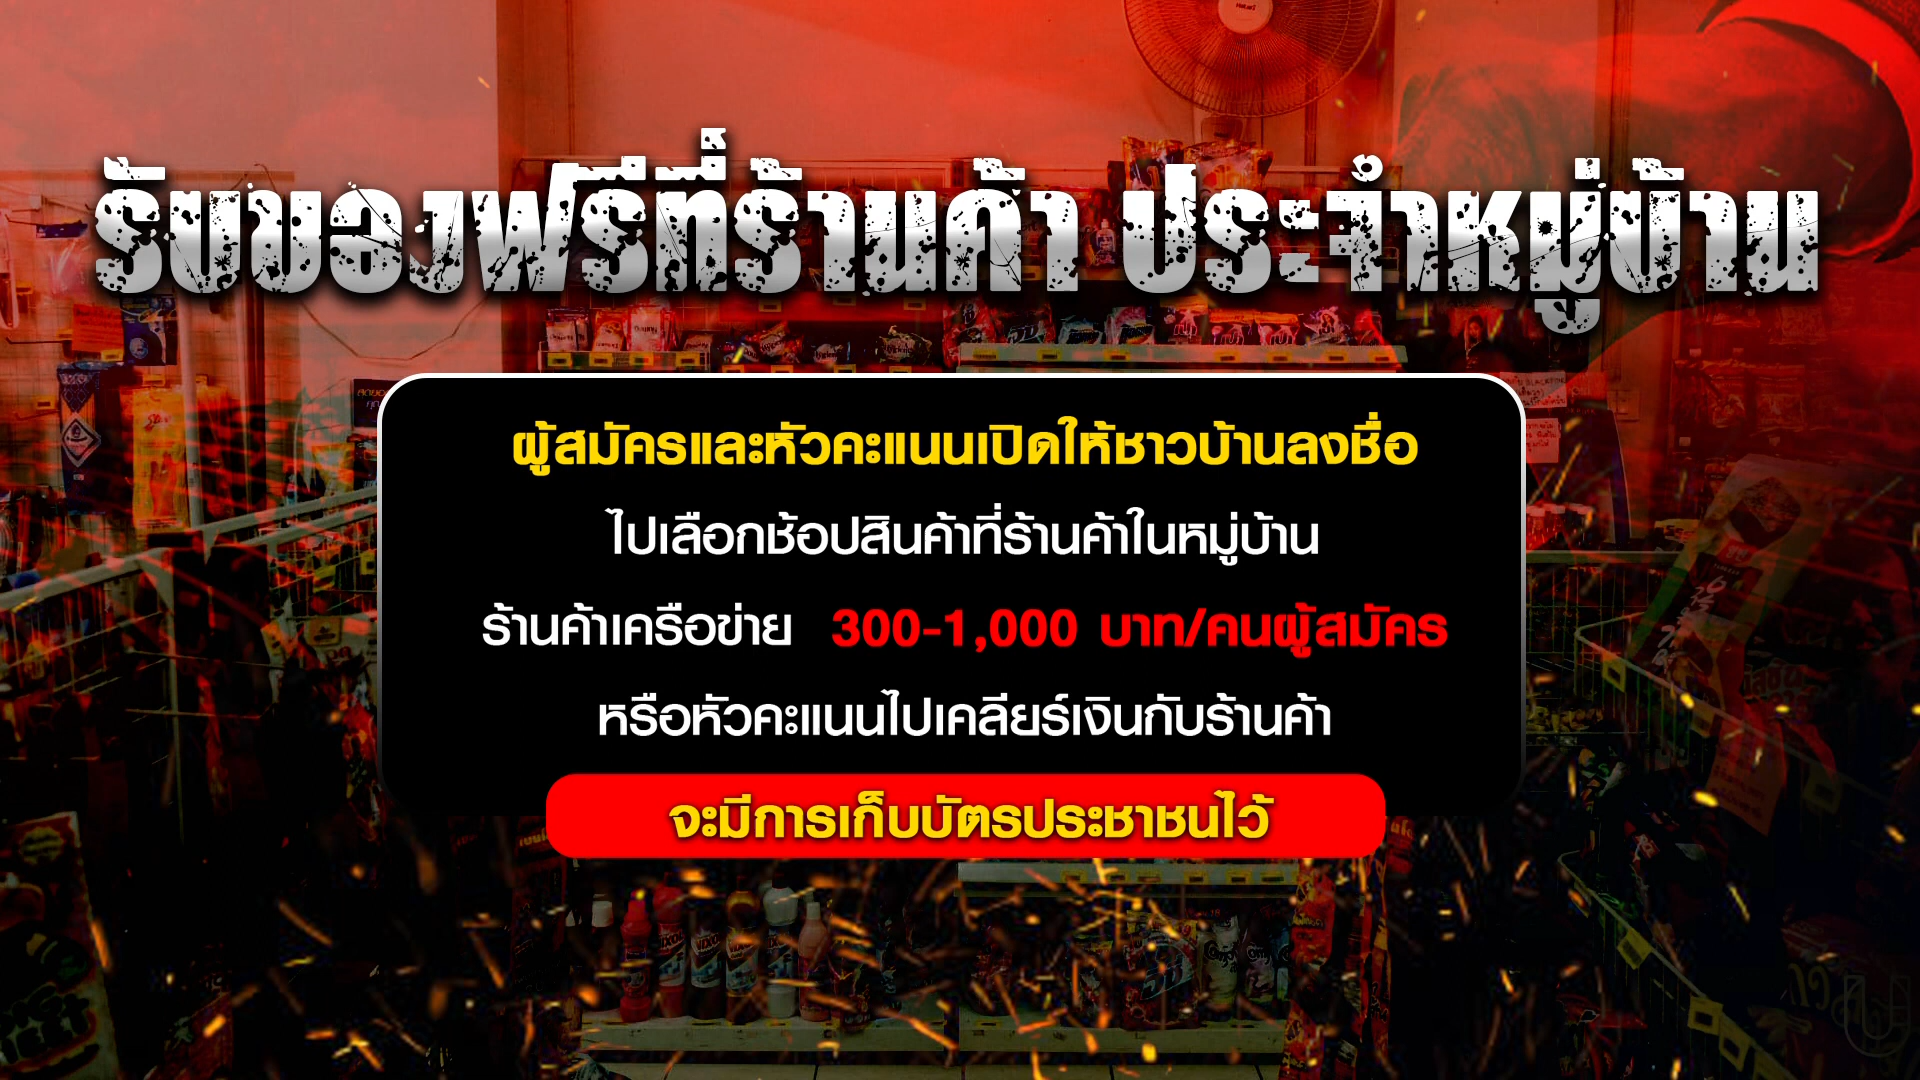 รับของฟรีที่ร้านค้า ประจำหมู่บ้าน
ผู้สมัครและหัวคะแนนเปิดให้ชาวบ้านลงชื่อ
ไปเลือกช้อปสินค้าที่ร้านค้าในหมู่บ้าน
ร้านค้าเครือข่าย 300-1,000 บาท/คนผู้สมัคร
หรือหัวคะแนนไปเคลียร์เงินกับร้านค้า
จะมีการเก็บบัตรประชาชนไว้